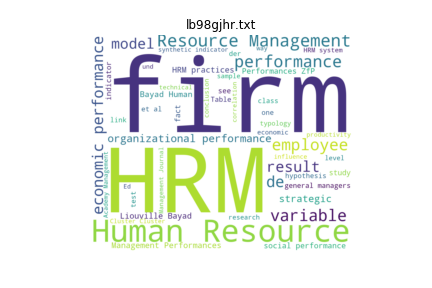 lb98gjhr.txt
economic performance
model
synthetic indicator
way
HRM system
Resource Management
und
der
HRM practices
sample
performance
Performances ZfP
indicator
technical
Bayad Human
conclusion
see
Table
correlation
class
one
typology
economic
et al
fact
link
firm
organizational performance
employee
productivity
influence
level
result
de
hypothesis
study
general managers
HRM
Academy Management
Ed
test
Management Journal
Liouville Bayad
Cluster Cluster
research
strategic
variable
Human Resource
Management Performances
social performance